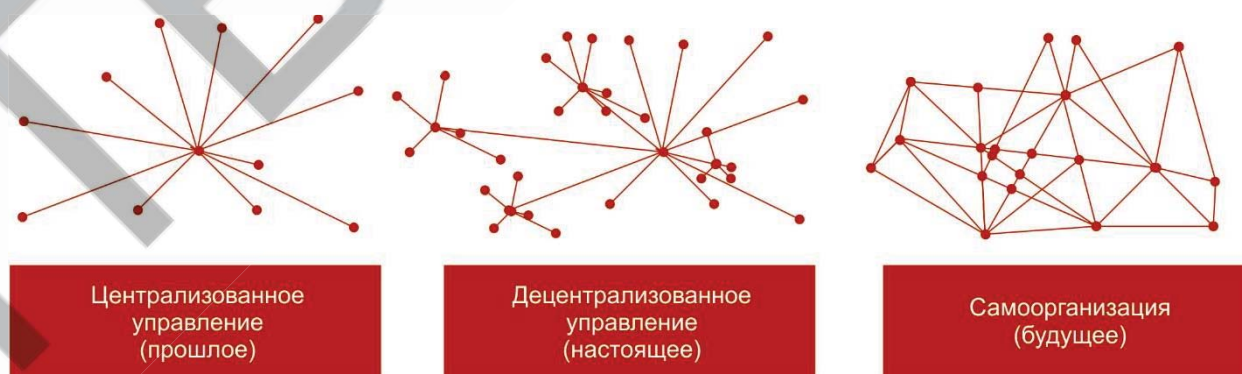 Централизованное
управление
(прошлое)
Децентрализованное
управление
(настоящее)
Самоорганизация
(будущее)